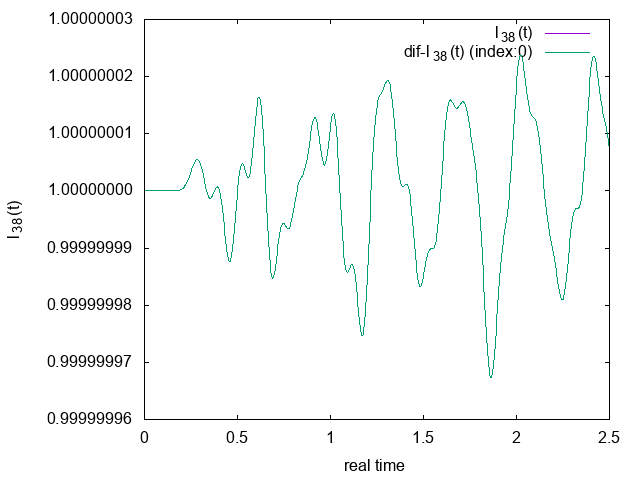 1.00000003
1.00000002
1.00000001
1.00000000
0.99999999
0.99999998
0.99999997
0.99999996
I38(t)
I38(t)
dif-I38(t) (index:0)
0 0.5 1 1.5 2 2.5
real time